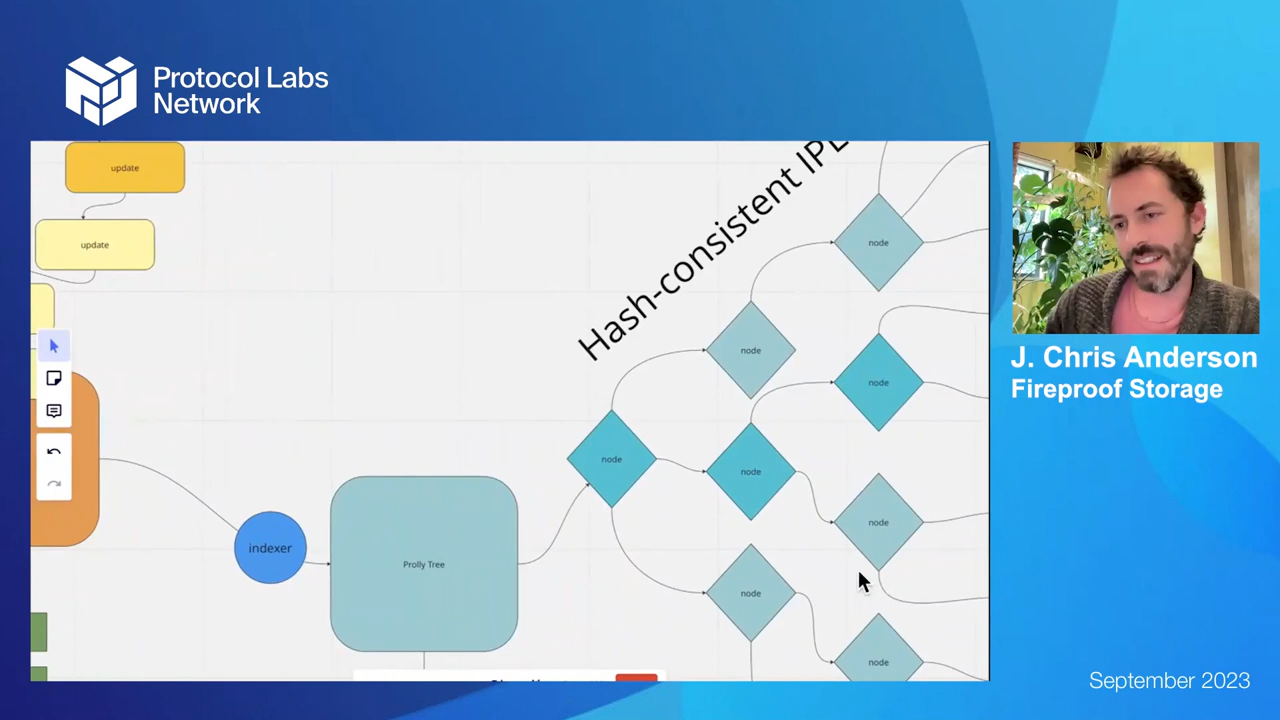 Protocol Labs
Network
update
update
Hash-consistent IPL
node
node
node
node
node
node
node
node
indexer
Prolly Tree
J. Chris Anderson
Fireproof Storage
September 2023